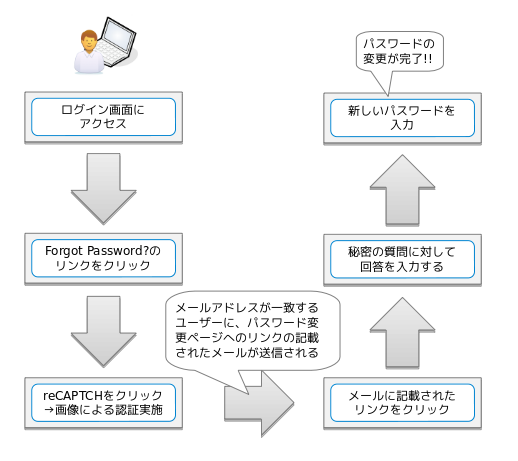 ログイン画面に
アクセス
Forgot Password?の
リンクをクリック
reCAPTCHをクリック
→画像による認証実施
メールアドレスが一致する
ユーザーに、パスワード変
更ページへのリンクの記載
されたメールが送信される
メールに記載された
リンクをクリック
秘密の質問に対して
回答を入力する
新しいパスワードを
入力
パスワードの
変更が完了!!